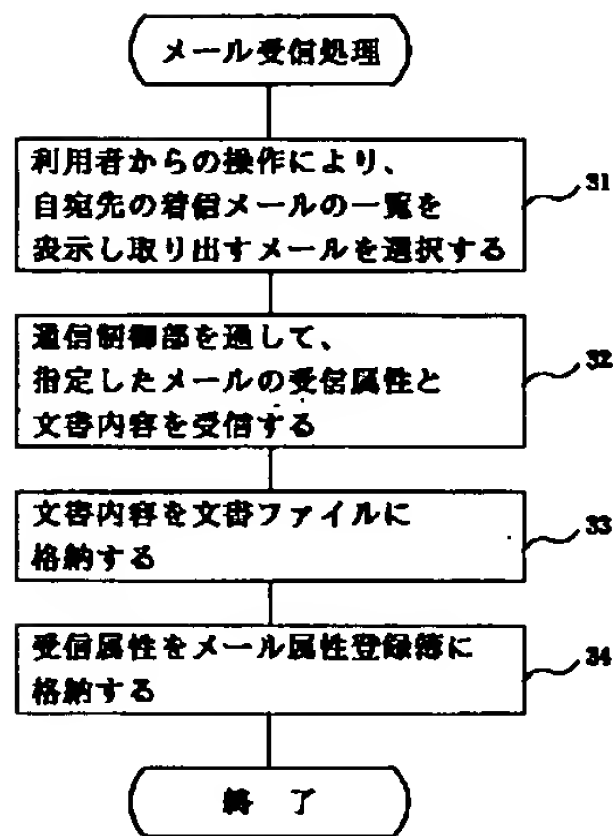 メール受信処理
利用者からの操作により、
自宛先の着信メールの一覧を
表示し取り出すメールを選択する
31
通信制御部を通して、
指定したメールの受信属性と
文書内容を受信する
32
文書内容を文書ファイルに
格納する
33
受信属性をメール属性登録簿に
格納する
34
終 了